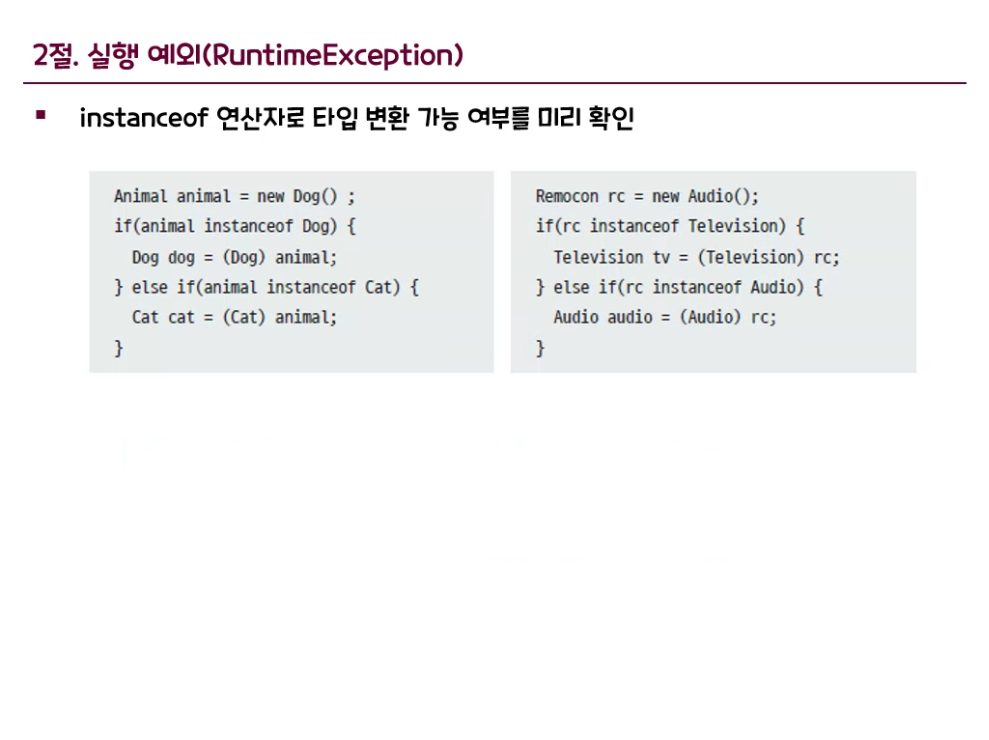 2절. 실행 예외(RuntimeException)
▪ instanceof 연산자로 타입 변환 가능 여부를 미리 확인
Animal animal = new Dog() ;
if(animal instanceof Dog) {
Dog dog = (Dog) animal;
} else if(animal instanceof Cat) {
Cat cat = (Cat) animal;
}
Remocon rc = new Audio();
if(rc instanceof Television) {
Television tv = (Television) rc;
} else if(rc instanceof Audio) {
Audio audio = (Audio) rc;
}